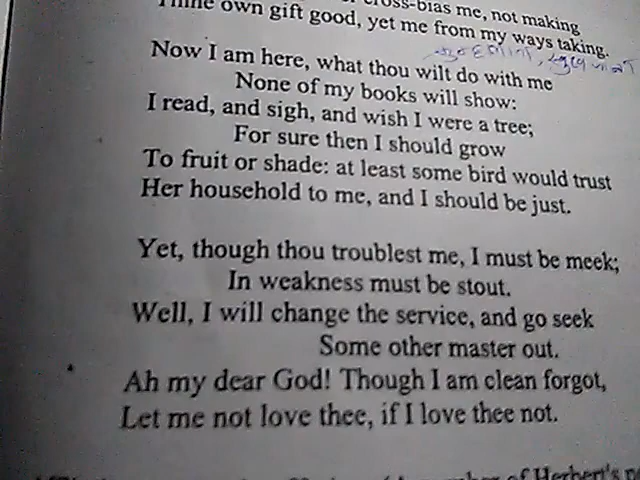 cross-bias me, not making
Thine own gift good, yet me from my ways taking.
Now I am here, what thou wilt do with me
None of my books will show:
I read, and sigh, and wish I were a tree;
For sure then I should grow
To fruit or shade: at least some bird would trust
Her household to me, and I should be just.
Yet, though thou troublest me, I must be meek;
In weakness must be stout.
Well, I will change the service, and go seek
Some other master out.
Ah my dear God! Though I am clean forgot,
Let me not love thee, if I love thee not.
of Herbert's